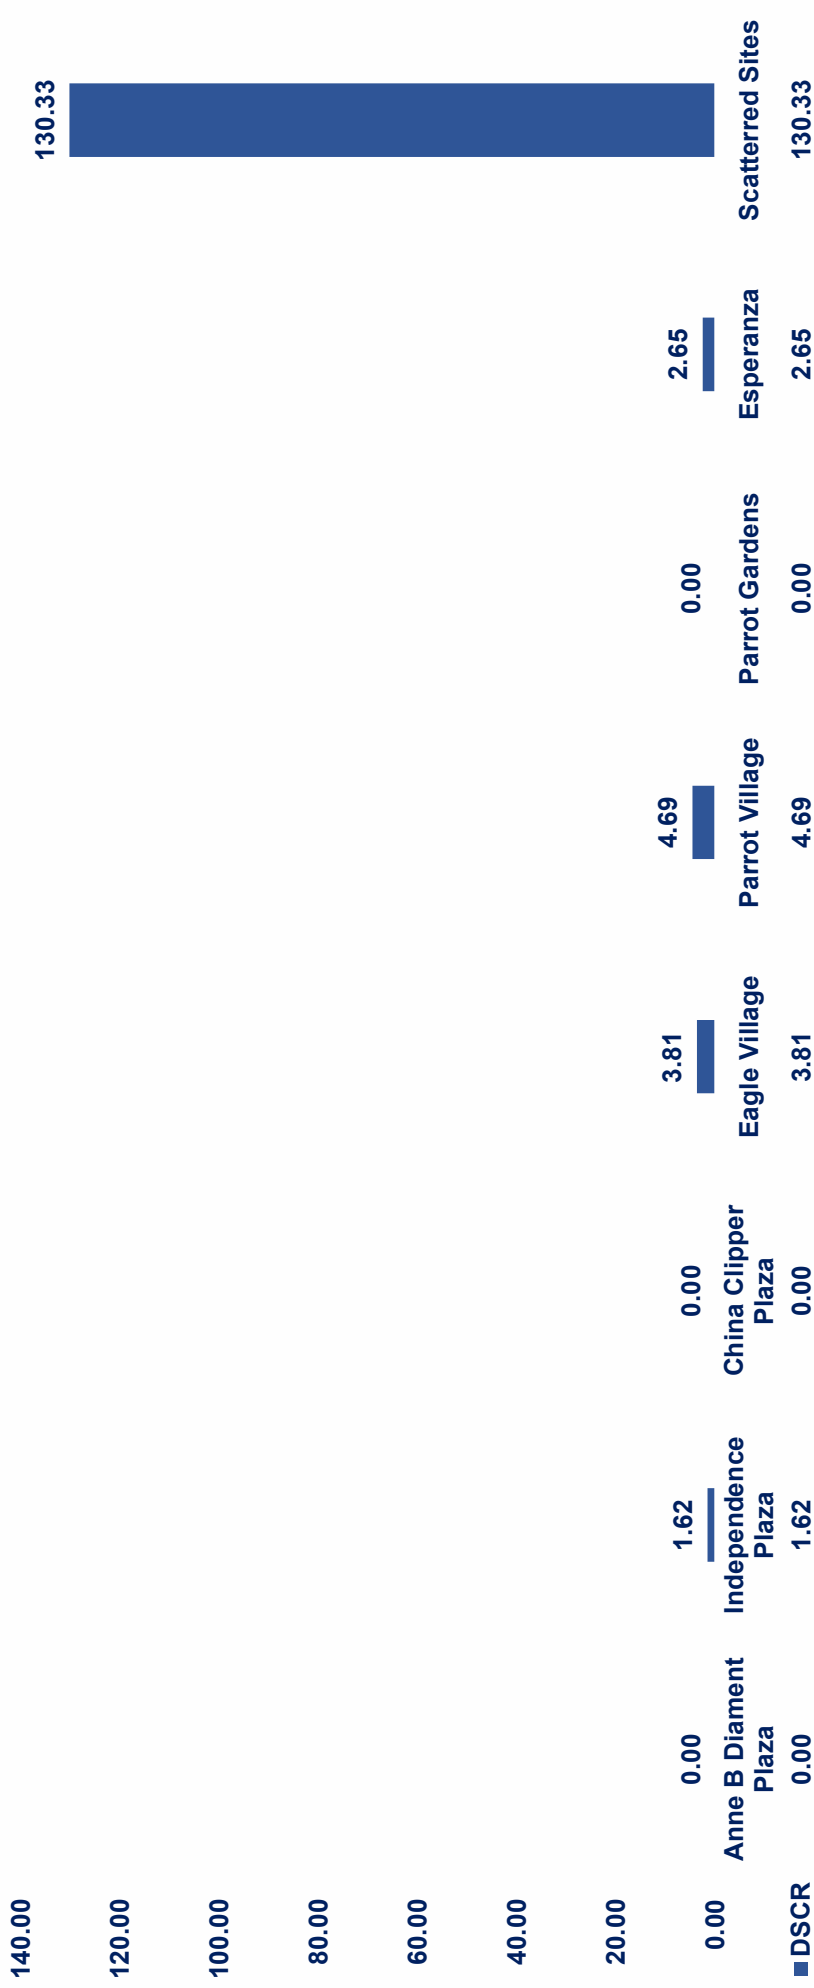 140.00
120.00
100.00
80.00
60.00
40.00
20.00
0.00
0.00
1.62
0.00
3.81
4.69
0.00
2.65
130.33
Anne B Diament
Plaza
Independence
Plaza
China Clipper
Plaza
Eagle Village
Parrot Village
Parrot Gardens
Esperanza
Scatterred Sites
DSCR 0.00 1.62 0.00 3.81 4.69 0.00 2.65 130.33